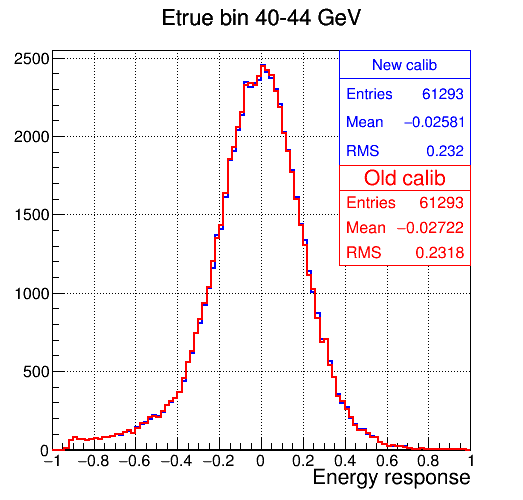 Etrue bin 40-44 GeV
New calib
Entries 61293
Mean −0.02581
RMS 0.232
Old calib
Entries 61293
Mean −0.02722
RMS 0.2318
2500
2000
1500
1000
500
0
−1 −0.8 −0.6 −0.4 −0.2 0 0.2 0.4 0.6 0.8 1
Energy response